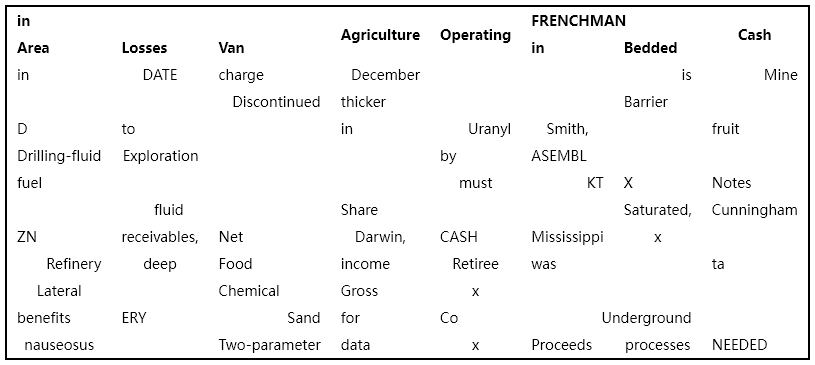 in FRENCHMAN
Area Losses Van Agriculture Operating in Bedded Cash
in DATE charge December is Mine
Discontinued thicker Barrier
D to in Uranyl Smith, fruit
Drilling-fluid Exploration by ASEMBL
fuel must KT X Notes
fluid Share Saturated, Cunningham
ZN receivables, Net Darwin, CASH Mississippi x
Refinery deep Food income Retiree was ta
Lateral Chemical Gross x
benefits ERY Sand for Co Underground
nauseosus Two-parameter data x Proceeds processes NEEDED